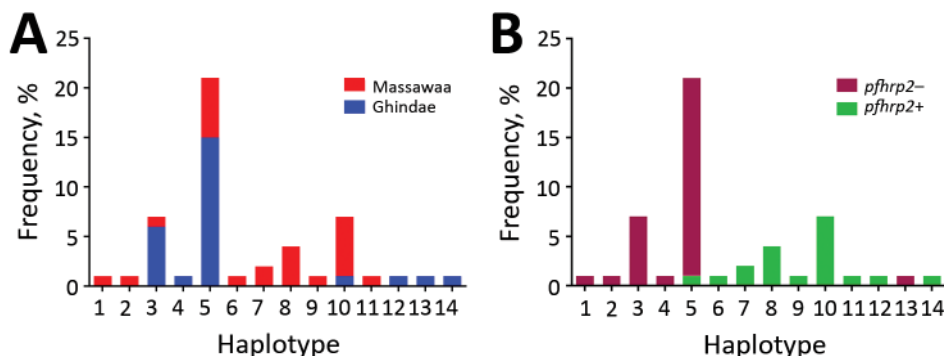 A
Frequency, %
25
20
15
10
5
0
Massawaa
Ghindae
1 2 3 4 5 6 7 8 9 10 11 12 13 14
Haplotype
B
Frequency, %
25
20
15
10
5
0
pfhrp2−
pfhrp2+
1 2 3 4 5 6 7 8 9 10 11 12 13 14
Haplotype